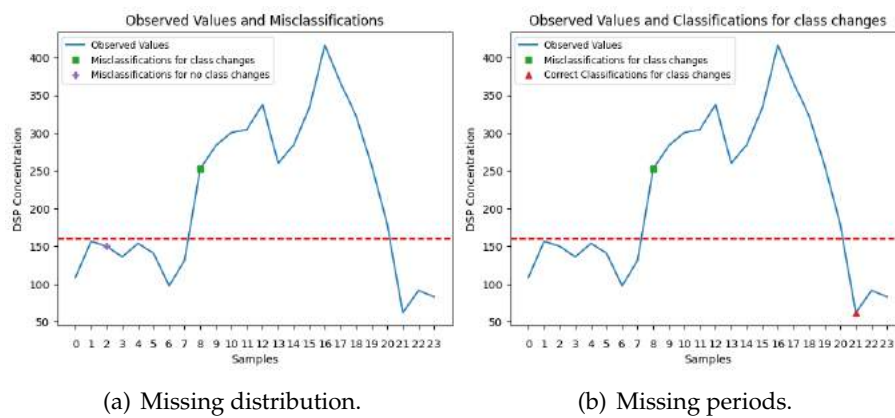 Observed Values and Misclassifications
Observed Values
Misclassifications for class changes
Misclassifications for no class changes
DSP Concentration
400
350
300
250
200
150
100
50
0 1 2 3 4 5 6 7 8 9 10 11 12 13 14 15 16 17 18 19 20 21 22 23
Samples
(a) Missing distribution.
Observed Values and Classifications for class changes
Observed Values
Misclassifications for class changes
Correct Classifications for class changes
DSP Concentration
400
350
300
250
200
150
100
50
0 1 2 3 4 5 6 7 8 9 10 11 12 13 14 15 16 17 18 19 20 21 22 23
Samples
(b) Missing periods.